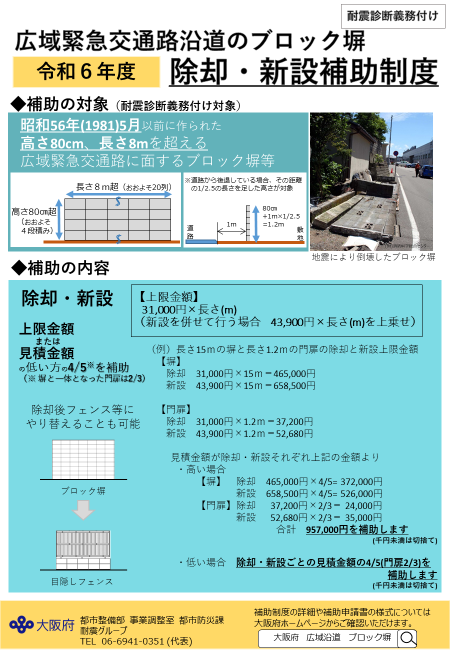 耐震診断義務付け
広域緊急交通路沿道のブロック塀
令和６年度 除却・新設補助制度
◆補助の対象（耐震診断義務付け対象）
昭和56年(1981)5月以前に作られた
高さ80cm、長さ8mを超える
広域緊急交通路に面するブロック塀等
長さ８ｍ超（おおよそ20列）
高さ80㎝超
（おおよそ
４段積み）
※道路から後退している場合、その距離
の1/2.5の長さを足した高さが対象
80㎝
+1m×1/2.5
=1.2m
1m
道路
敷地
地震により倒壊したブロック塀
◆補助の内容
除却・新設
【上限金額】
31,000円×長さ(m)
（新設を併せて行う場合　43,900円×長さ(m)を上乗せ）
上限金額
または
見積金額
の低い方の4/5※を補助
（※ 塀と一体となった門扉は2/3）
除却後フェンス等に
やり替えることも可能
ブロック塀
目隠しフェンス
（例）長さ15ｍの塀と長さ1.2ｍの門扉の除却と新設上限金額
【塀】
除却　31,000円×15ｍ＝465,000円
新設　43,900円×15ｍ＝658,500円
【門扉】
除却　31,000円×1.2ｍ＝37,200円
新設　43,900円×1.2ｍ＝52,680円
見積金額が除却・新設それぞれ上記の金額より
・高い場合
【塀】　除却　465,000円×4/5= 372,000円
新設　658,500円×4/5= 526,000円
【門扉】除却　37,200円×2/3＝ 24,000円
新設　52,680円×2/3＝ 35,000円
合計　957,000円を補助します
(千円未満は切捨て)
・低い場合　除却・新設ごとの見積金額の4/5(門扉2/3)を
補助します
(千円未満は切捨て)
大阪府
都市整備部 事業調整室 都市防災課
耐震グループ
TEL 06-6941-0351 (代表)
補助制度の詳細や補助申請書の様式については
大阪府ホームページからご確認いただけます。
大阪府　広域沿道　ブロック塀